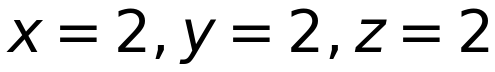 x = 2, y = 2, z = 2